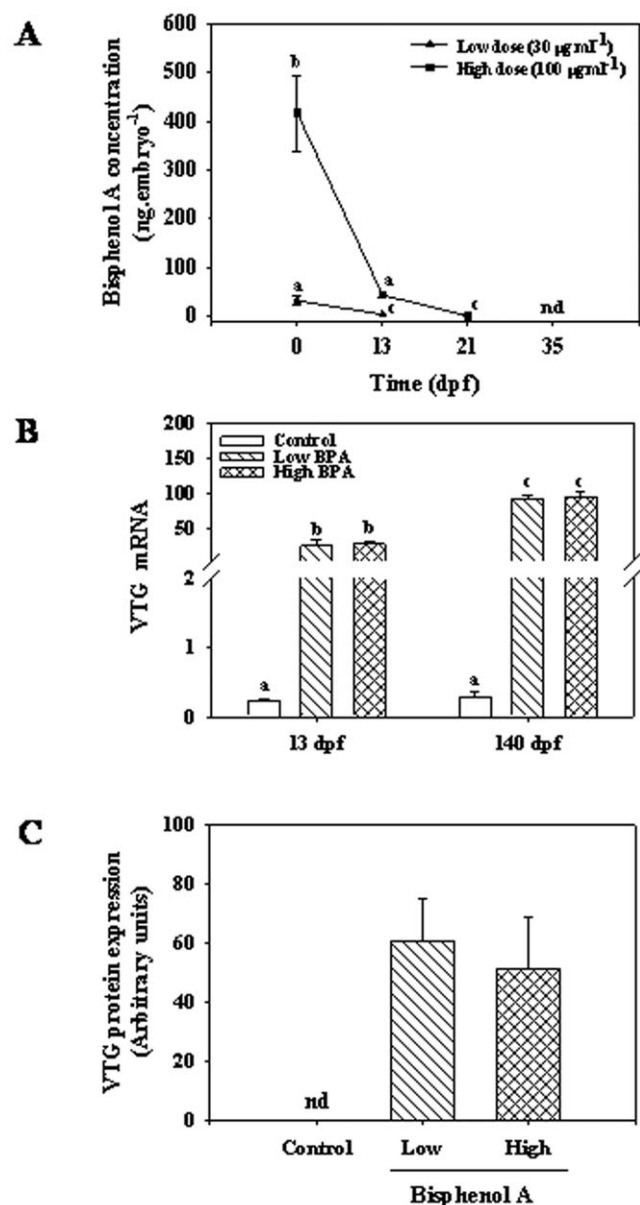 A
Bisphenol A concentration
(ng.embryo⁻¹)
600
500
400
300
200
100
0
Low dose (30 µg ml⁻¹)
High dose (100 µg ml⁻¹)
b
a
a
c
c
nd
0 13 21 35
Time (dpf)
B
VTG mRNA
200
150
100
50
2
1
0
Control
Low BPA
High BPA
a b b a c c
13 dpf 140 dpf
C
VTG protein expression
(Arbitrary units)
100
80
60
40
20
0
nd
Control Low High
Bisphenol A